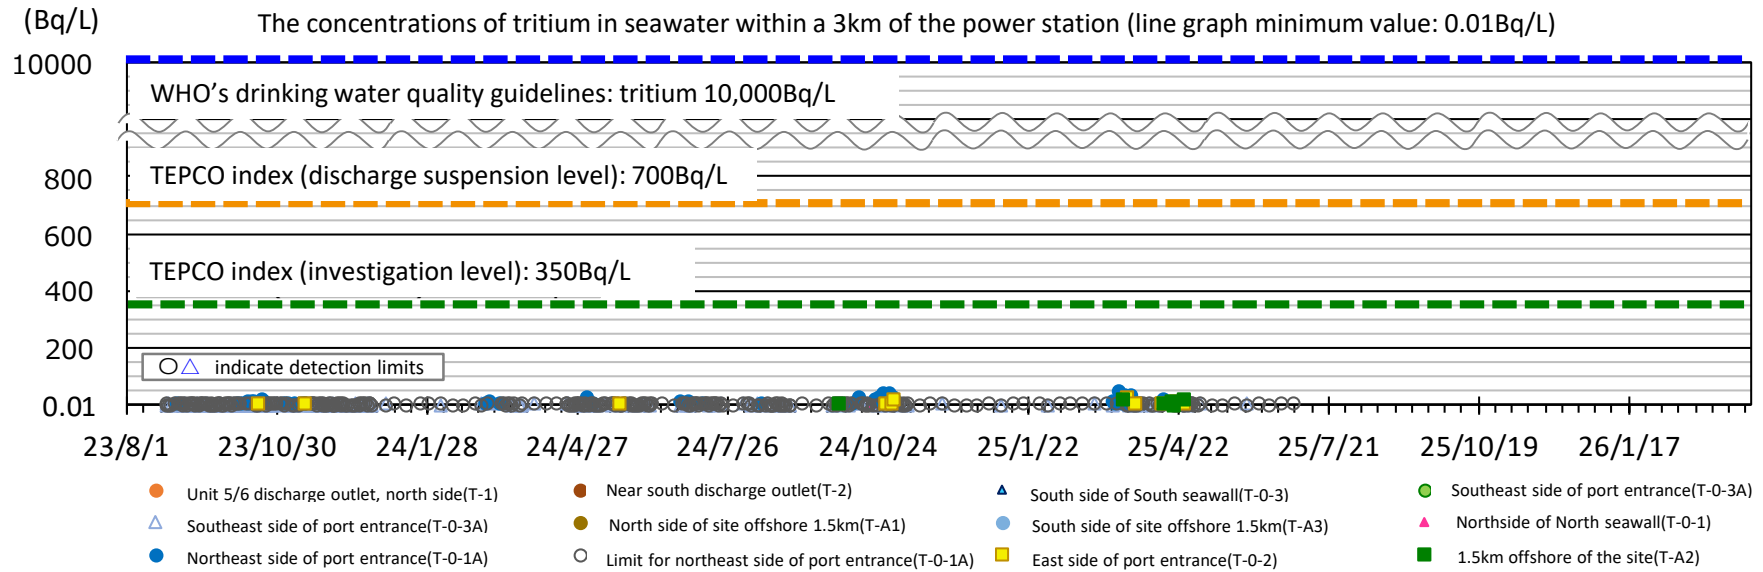 (Bq/L)
The concentrations of tritium in seawater within a 3km of the power station (line graph minimum value: 0.01Bq/L)
10000
WHO's drinking water quality guidelines: tritium 10,000Bq/L
800
TEPCO index (discharge suspension level): 700Bq/L
600
TEPCO index (investigation level): 350Bq/L
400
200
○△ indicate detection limits
0.01
23/8/1 23/10/30 24/1/28 24/4/27 24/7/26 24/10/24 25/1/22 25/4/22 25/7/21 25/10/19 26/1/17
Unit 5/6 discharge outlet, north side(T-1) Near south discharge outlet(T-2) South side of South seawall(T-0-3) Southeast side of port entrance(T-0-3A)
Southeast side of port entrance(T-0-3A) North side of site offshore 1.5km(T-A1) South side of site offshore 1.5km(T-A3) Northside of North seawall(T-0-1)
Northeast side of port entrance(T-0-1A) Limit for northeast side of port entrance(T-0-1A) East side of port entrance(T-0-2) 1.5km offshore of the site(T-A2)